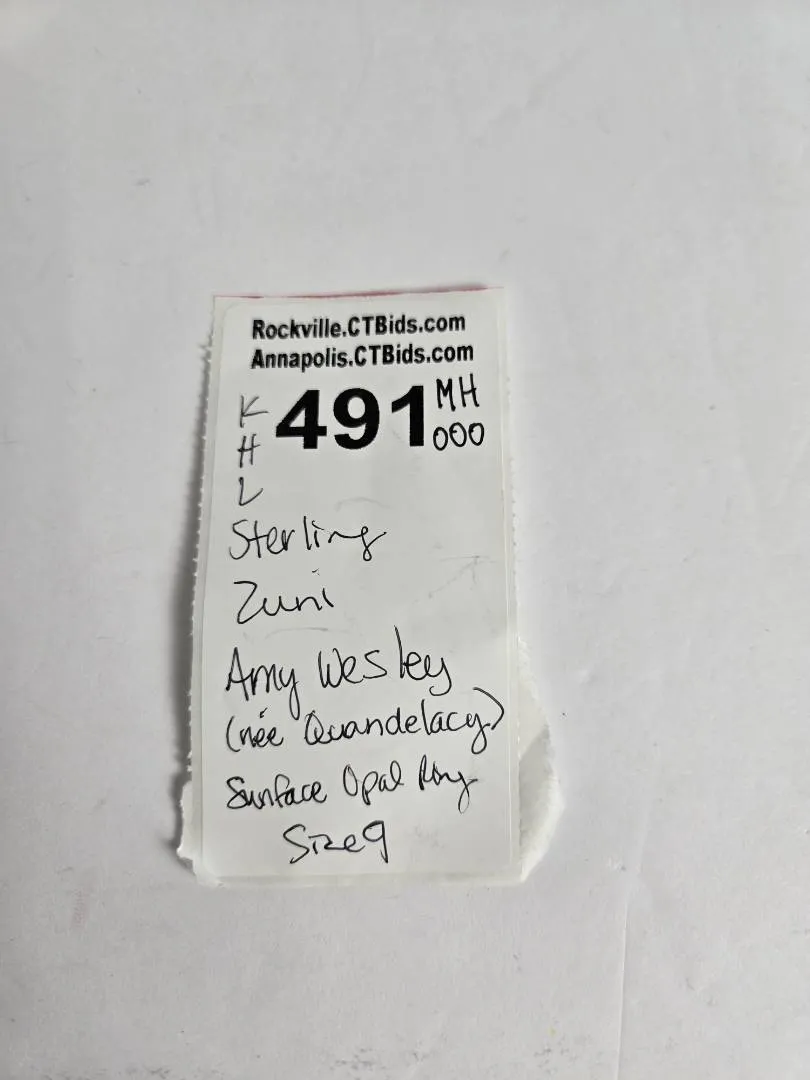 Rockville.CTBids.com
Annapolis.CTBids.com
K 491 MH
H 000
L
Sterling
Zuni
Amy Wesley
(née Quandelacy)
Sunface Opal Ring
Size 9